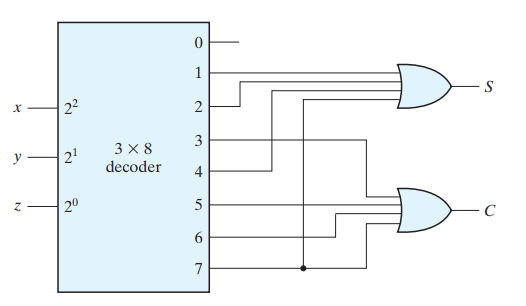 0
1
x 2² 2 S
y 2¹ 3 × 8 3
decoder 4
z 2⁰ 5 C
6
7